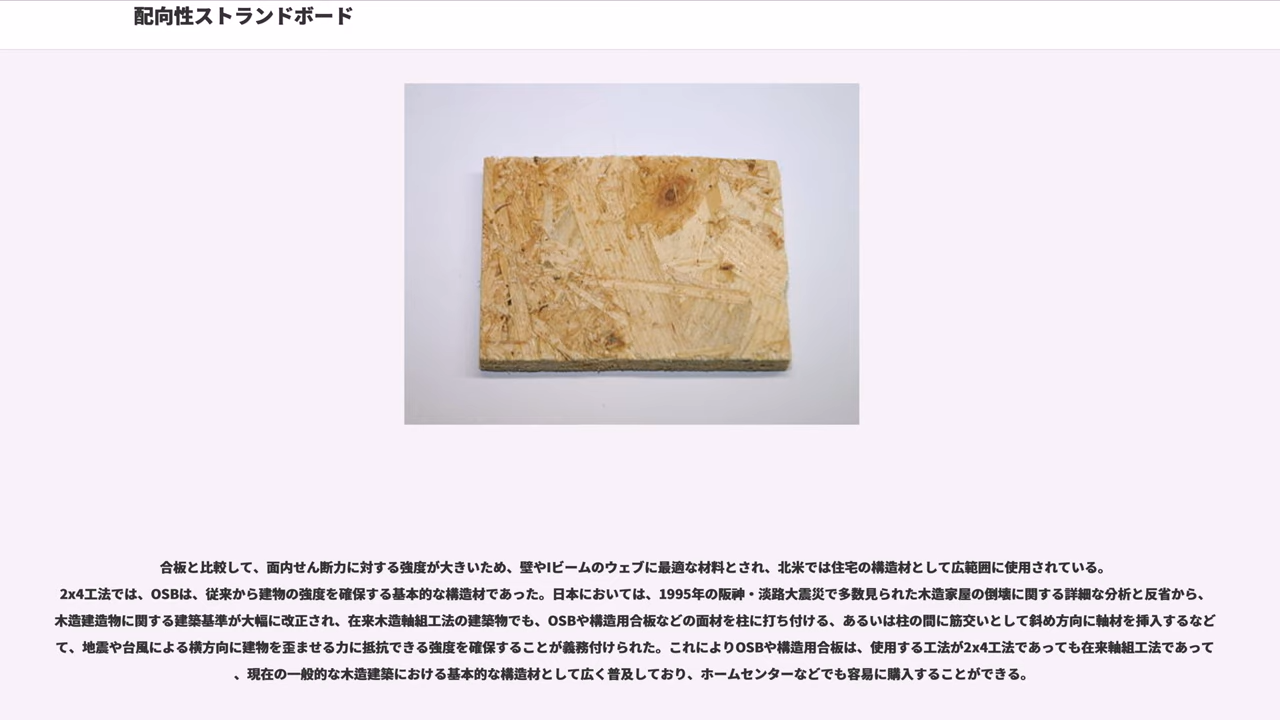 配向性ストランドボード
合板と比較して、面内せん断力に対する強度が大きいため、壁やIビームのウェブに最適な材料とされ、北米では住宅の構造材として広範囲に使用されている。
2x4工法では、OSBは、従来から建物の強度を確保する基本的な構造材であった。日本においては、1995年の阪神・淡路大震災で多数見られた木造家屋の倒壊に関する詳細な分析と反省から、
木造建造物に関する建築基準が大幅に改正され、在来木造軸組工法の建築物でも、OSBや構造用合板などの面材を柱に打ち付ける、あるいは柱の間に筋交いとして斜め方向に軸材を挿入するなど
て、地震や台風による横方向に建物を歪ませる力に抵抗できる強度を確保することが義務付けられた。これによりOSBや構造用合板は、使用する工法が2x4工法であっても在来軸組工法であって
、現在の一般的な木造建築における基本的な構造材として広く普及しており、ホームセンターなどでも容易に購入することができる。